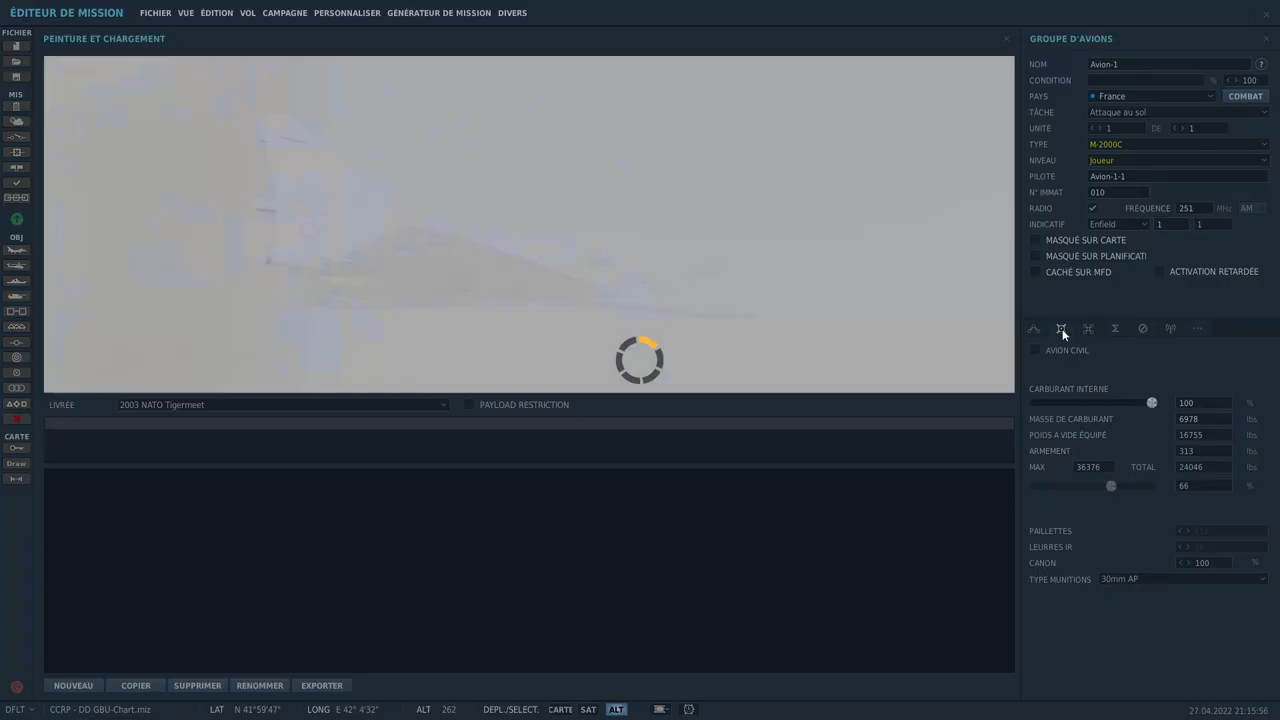 ÉDITEUR DE MISSION FICHIER VUE ÉDITION VOL CAMPAGNE PERSONNALISER GÉNÉRATEUR DE MISSION DIVERS
FICHIER
MIS
OBJ
CARTE
Draw
PEINTURE ET CHARGEMENT
LIVRÉE 2003 NATO Tigermeet PAYLOAD RESTRICTION
NOUVEAU COPIER SUPPRIMER RENOMMER EXPORTER
GROUPE D'AVIONS
NOM Avion-1 ?
CONDITION % 100
PAYS France COMBAT
TÂCHE Attaque au sol
UNITÉ 1 DE 1
TYPE M-2000C
NIVEAU Joueur
PILOTE Avion-1-1
N° IMMAT 010
RADIO FRÉQUENCE 251 MHz AM
INDICATIF Enfield 1 1
MASQUÉ SUR CARTE
MASQUÉ SUR PLANIFICATI
CACHÉ SUR MFD ACTIVATION RETARDÉE
AVION CIVIL
CARBURANT INTERNE
100 %
MASSE DE CARBURANT 6978 lbs
POIDS A VIDE ÉQUIPÉ 16755 lbs
ARMEMENT 313 lbs
MAX 36376 TOTAL 24046 lbs
66 %
PAILLETTES
LEURRES IR
CANON 100 %
TYPE MUNITIONS 30mm AP
DFLT CCRP - DD GBU-Chart.miz LAT N 41°59'47" LONG E 42°4'32" ALT 262 DEPL./SELECT. CARTE SAT ALT 27.04.2022 21:15:56